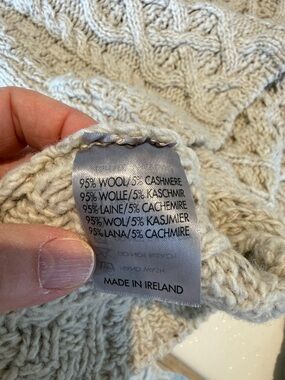 95% WOOL/5% CASHMERE
95% WOLLE/5% KASCHMIR
95% LAINE/5% CACHEMIRE
95% WOL/5% KASJMIER
95% LANA/5% CACHMIRE
MADE IN IRELAND